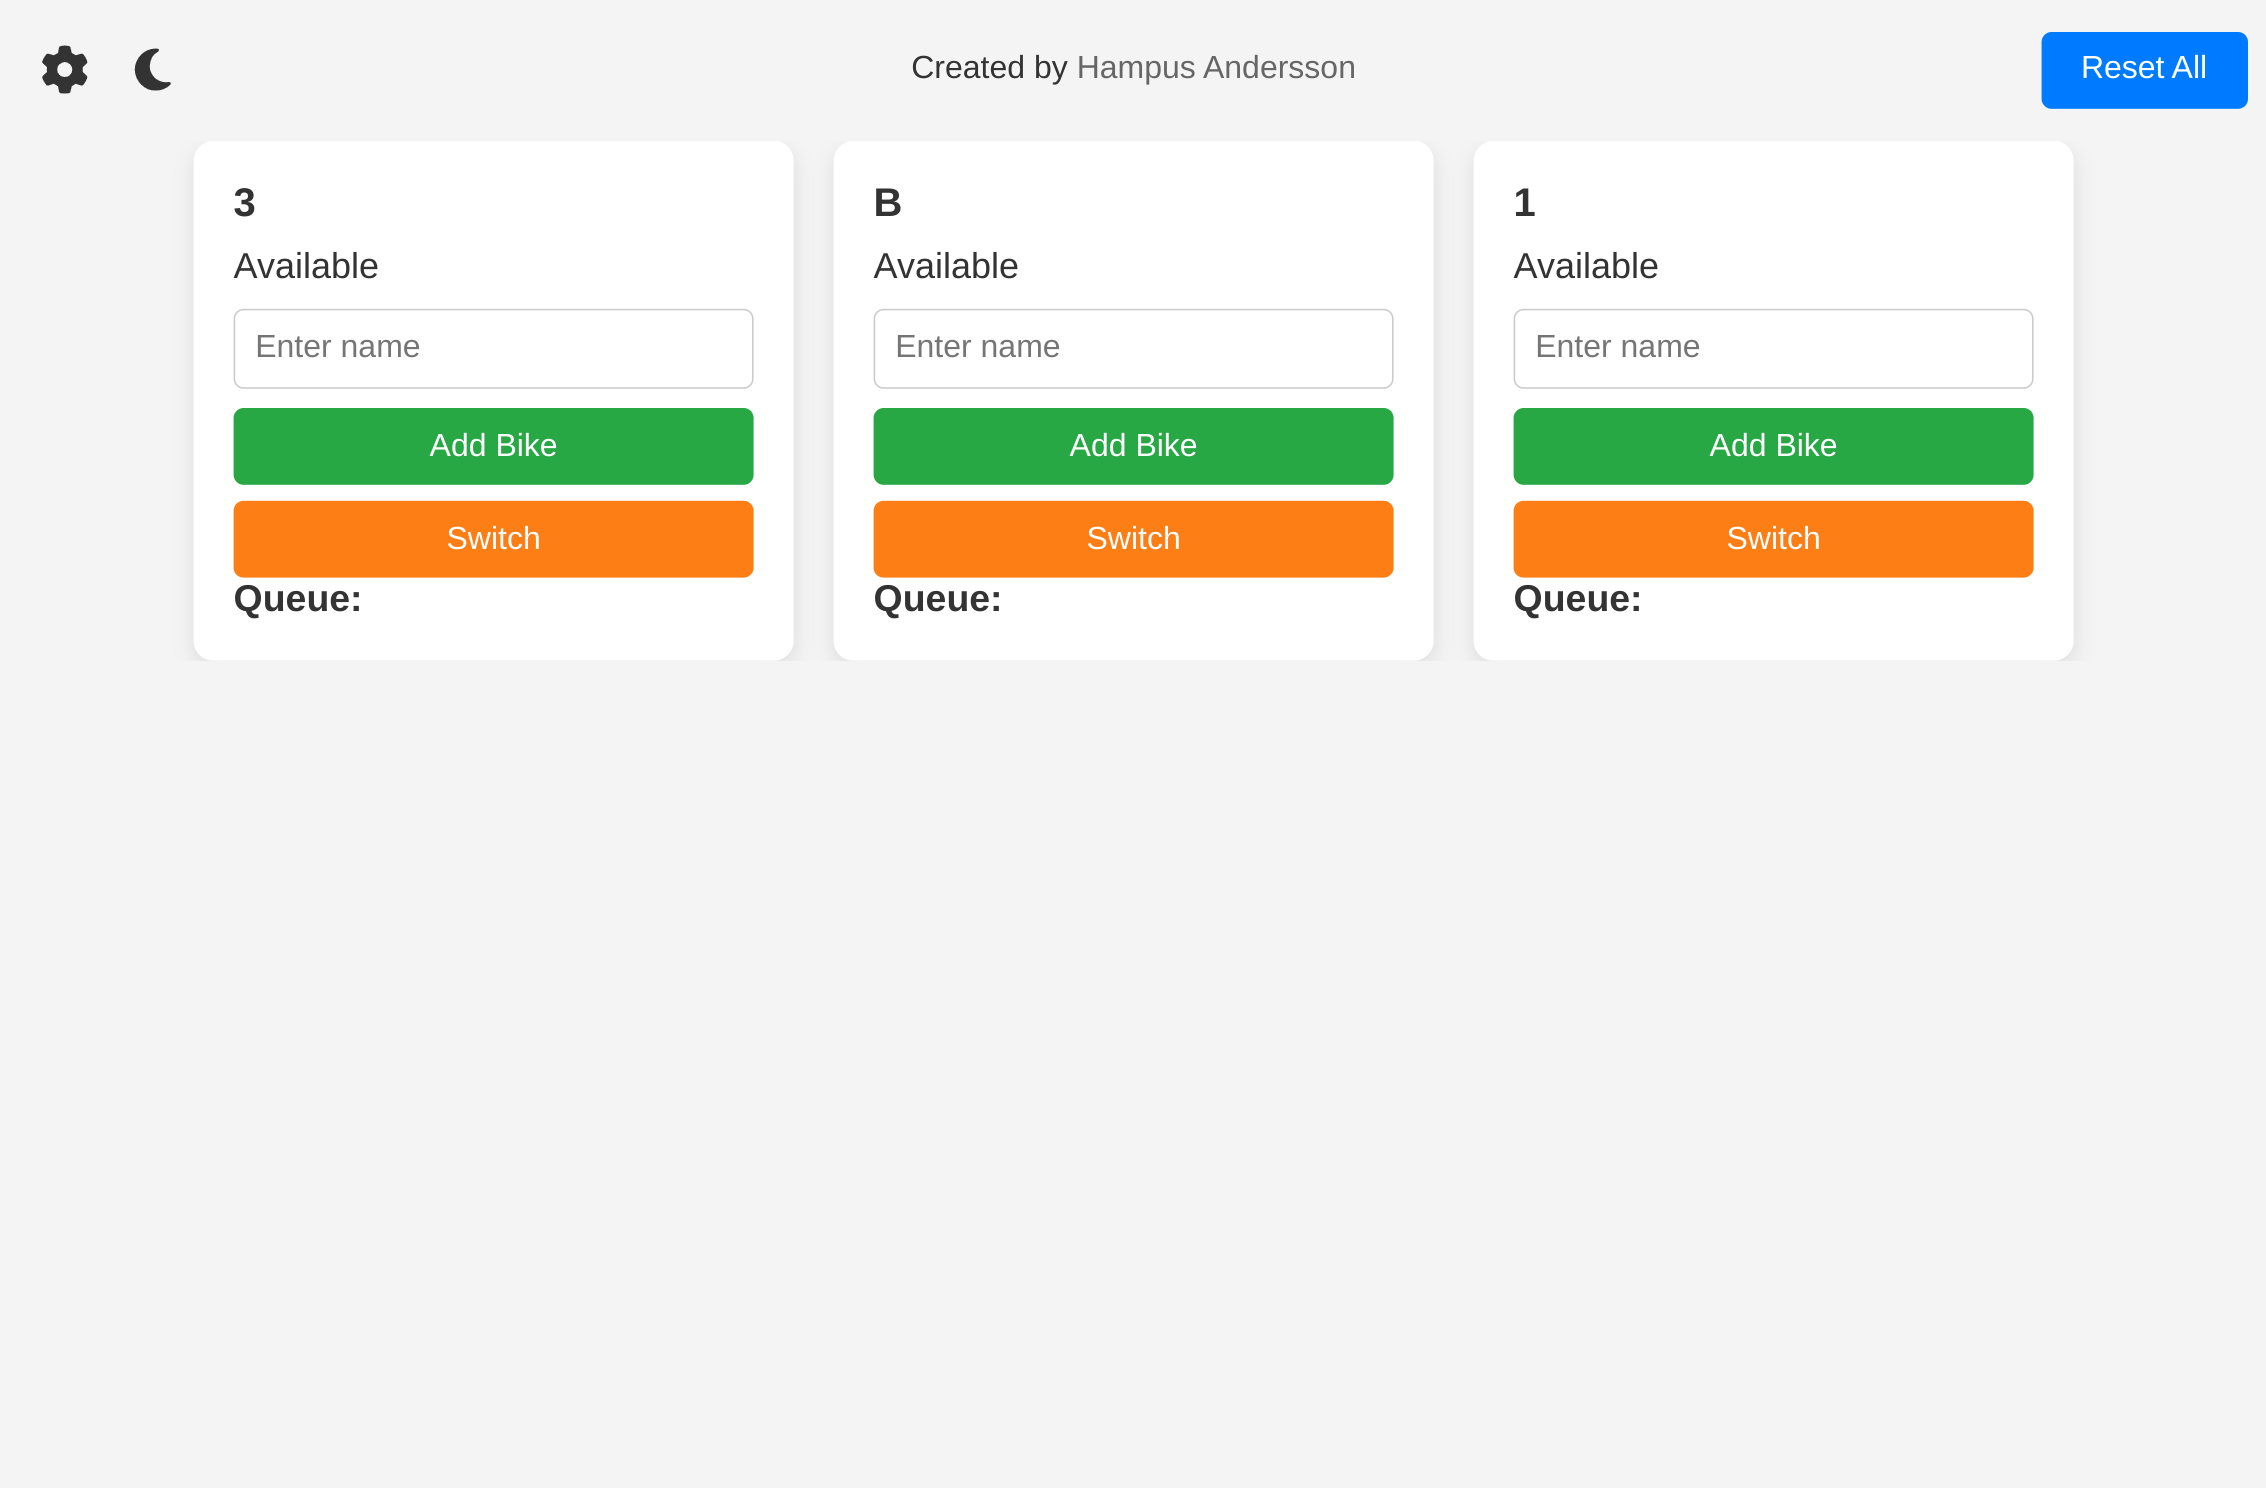 Created by Hampus Andersson
Reset All
3
Available
Enter name
Add Bike
Switch
Queue:
B
Available
Enter name
Add Bike
Switch
Queue:
1
Available
Enter name
Add Bike
Switch
Queue: